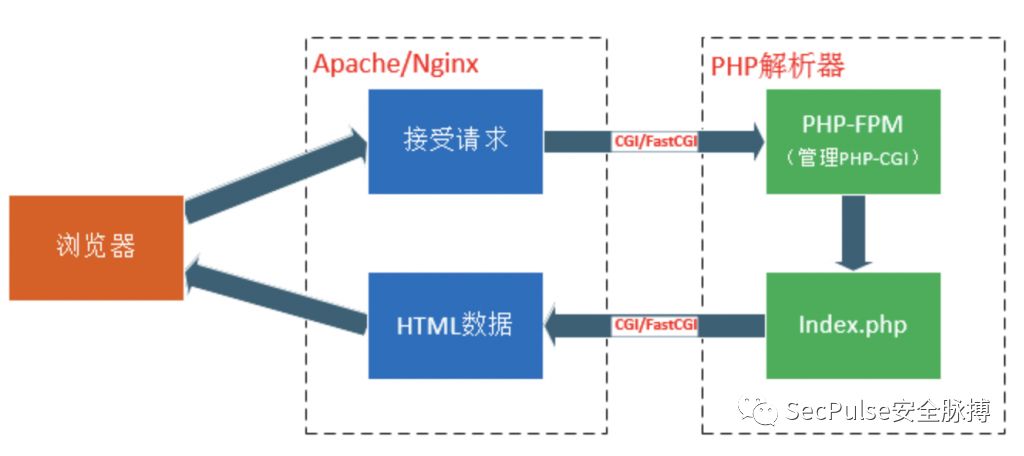 Apache/Nginx
PHP解析器
接受请求
CGI/FastCGI
PHP-FPM
（管理PHP-CGI）
浏览器
HTML数据
CGI/FastCGI
Index.php
SecPulse安全脉搏